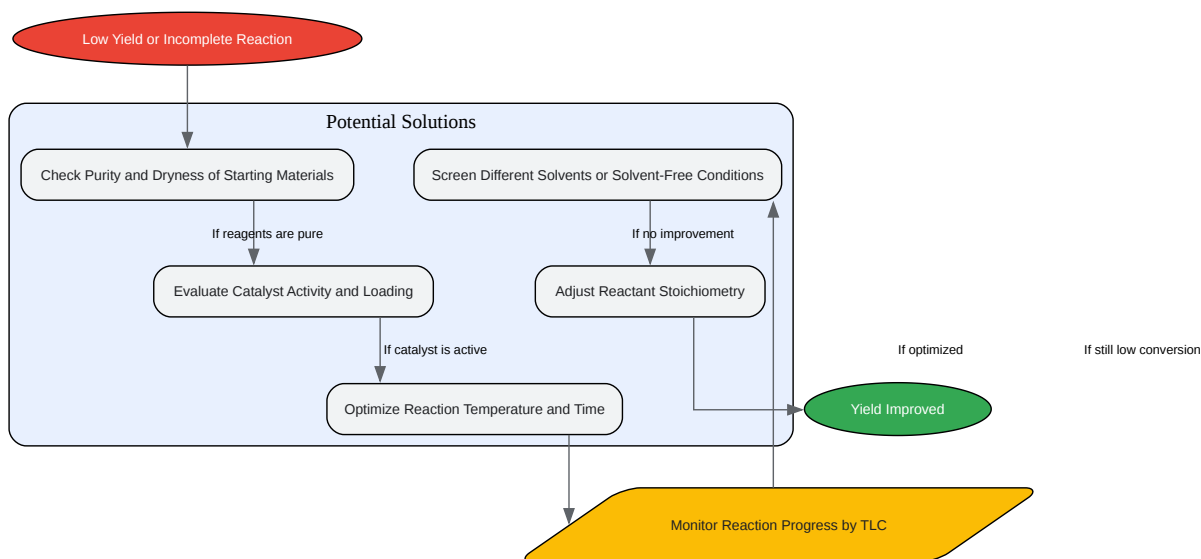 Low Yield or Incomplete Reaction
Potential Solutions
Check Purity and Dryness of Starting Materials
Screen Different Solvents or Solvent-Free Conditions
If reagents are pure
If no improvement
Evaluate Catalyst Activity and Loading
Adjust Reactant Stoichiometry
If catalyst is active
If optimized
If still low conversion
Optimize Reaction Temperature and Time
Yield Improved
Monitor Reaction Progress by TLC